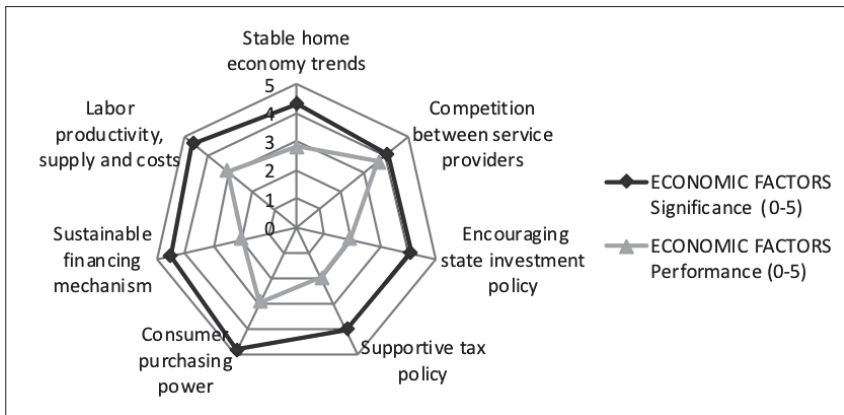 Stable home
economy trends
Competition
between service
providers
Encouraging
state investment
policy
Supportive tax
policy
Consumer
purchasing
power
Sustainable
financing
mechanism
Labor
productivity,
supply and costs
5
4
3
2
1
0
ECONOMIC FACTORS
Significance (0-5)
ECONOMIC FACTORS
Performance (0-5)